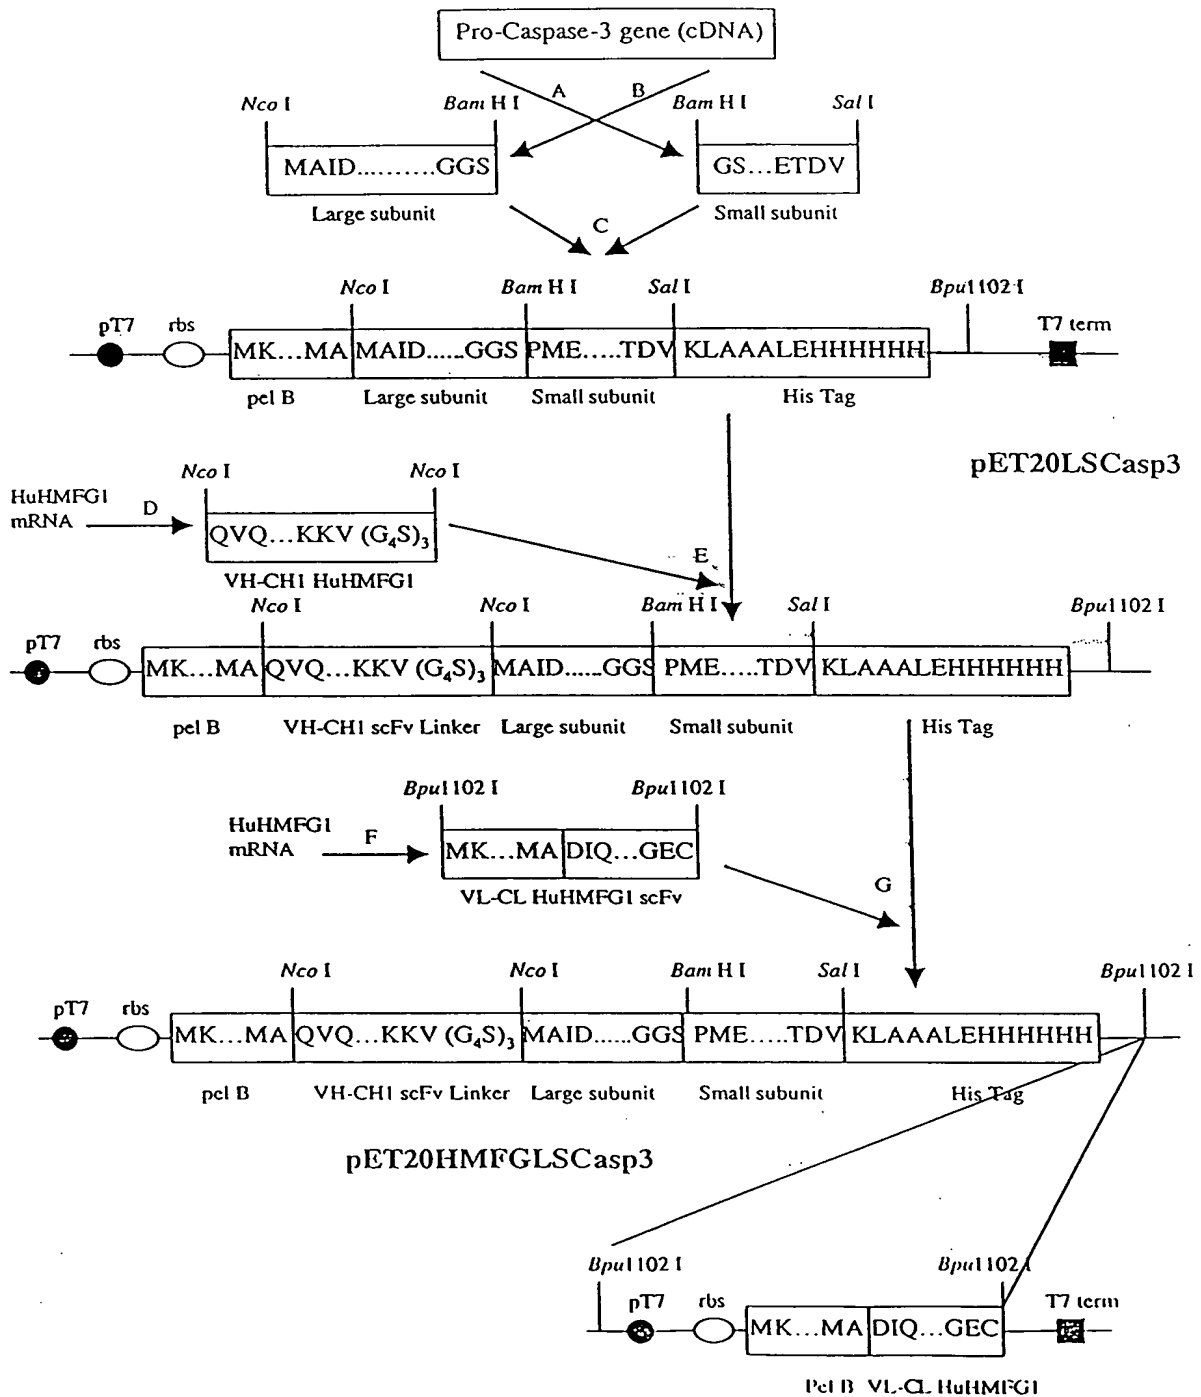 Pro-Caspase-3 gene (cDNA)
A B
Nco I Bam H I Bam H I Sal I
MAID..........GGS GS...ETDV
Large subunit Small subunit
C
Nco I Bam H I Sal I Bpu1102 I
pT7 rbs T7 term
MK...MA MAID.......GGS PME.....TDV KLAAALEHHHHHH
pel B Large subunit Small subunit His Tag
pET20LSCasp3
Nco I Nco I
HuHMFG1
mRNA
D
QVQ...KKV (G4S)3
VH-CH1 HuHMFG1
E
Nco I Nco I Bam H I Sal I Bpu1102 I
pT7 rbs
MK...MA QVQ...KKV (G4S)3 MAID.......GGS PME.....TDV KLAAALEHHHHHH
pel B VH-CH1 scFv Linker Large subunit Small subunit His Tag
Bpu1102 I Bpu1102 I
HuHMFG1
mRNA
F
MK...MA DIQ...GEC
VL-CL HuHMFG1 scFv
G
Nco I Nco I Bam H I Sal I Bpu1102 I
pT7 rbs
MK...MA QVQ...KKV (G4S)3 MAID.......GGS PME.....TDV KLAAALEHHHHHH
pel B VH-CH1 scFv Linker Large subunit Small subunit His Tag
pET20HMFGLSCasp3
Bpu1102 I Bpu1102 I
pT7 rbs T7 term
MK...MA DIQ...GEC
Pel B VL-CL HuHMFG1